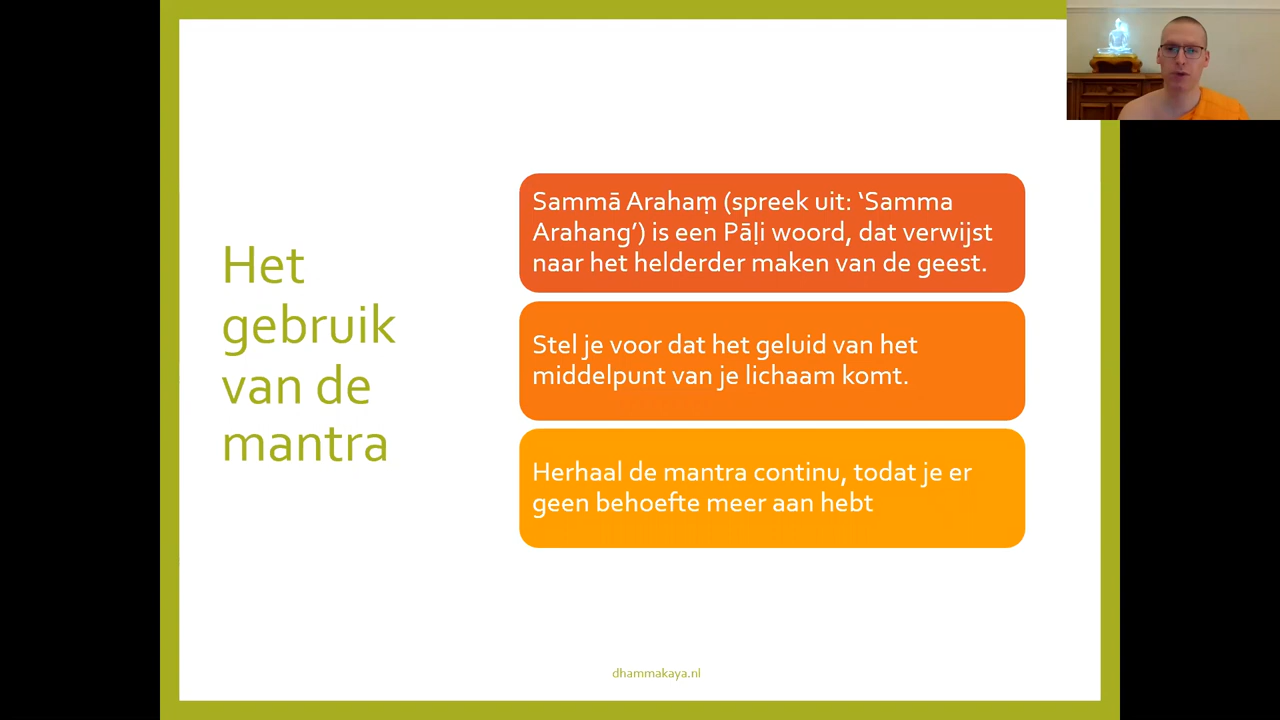 Het
gebruik
van de
mantra
Sammā Arahaṃ (spreek uit: ‘Samma
Arahang’) is een Pāḷi woord, dat verwijst
naar het helderder maken van de geest.
Stel je voor dat het geluid van het
middelpunt van je lichaam komt.
Herhaal de mantra continu, todat je er
geen behoefte meer aan hebt
dhammakaya.nl